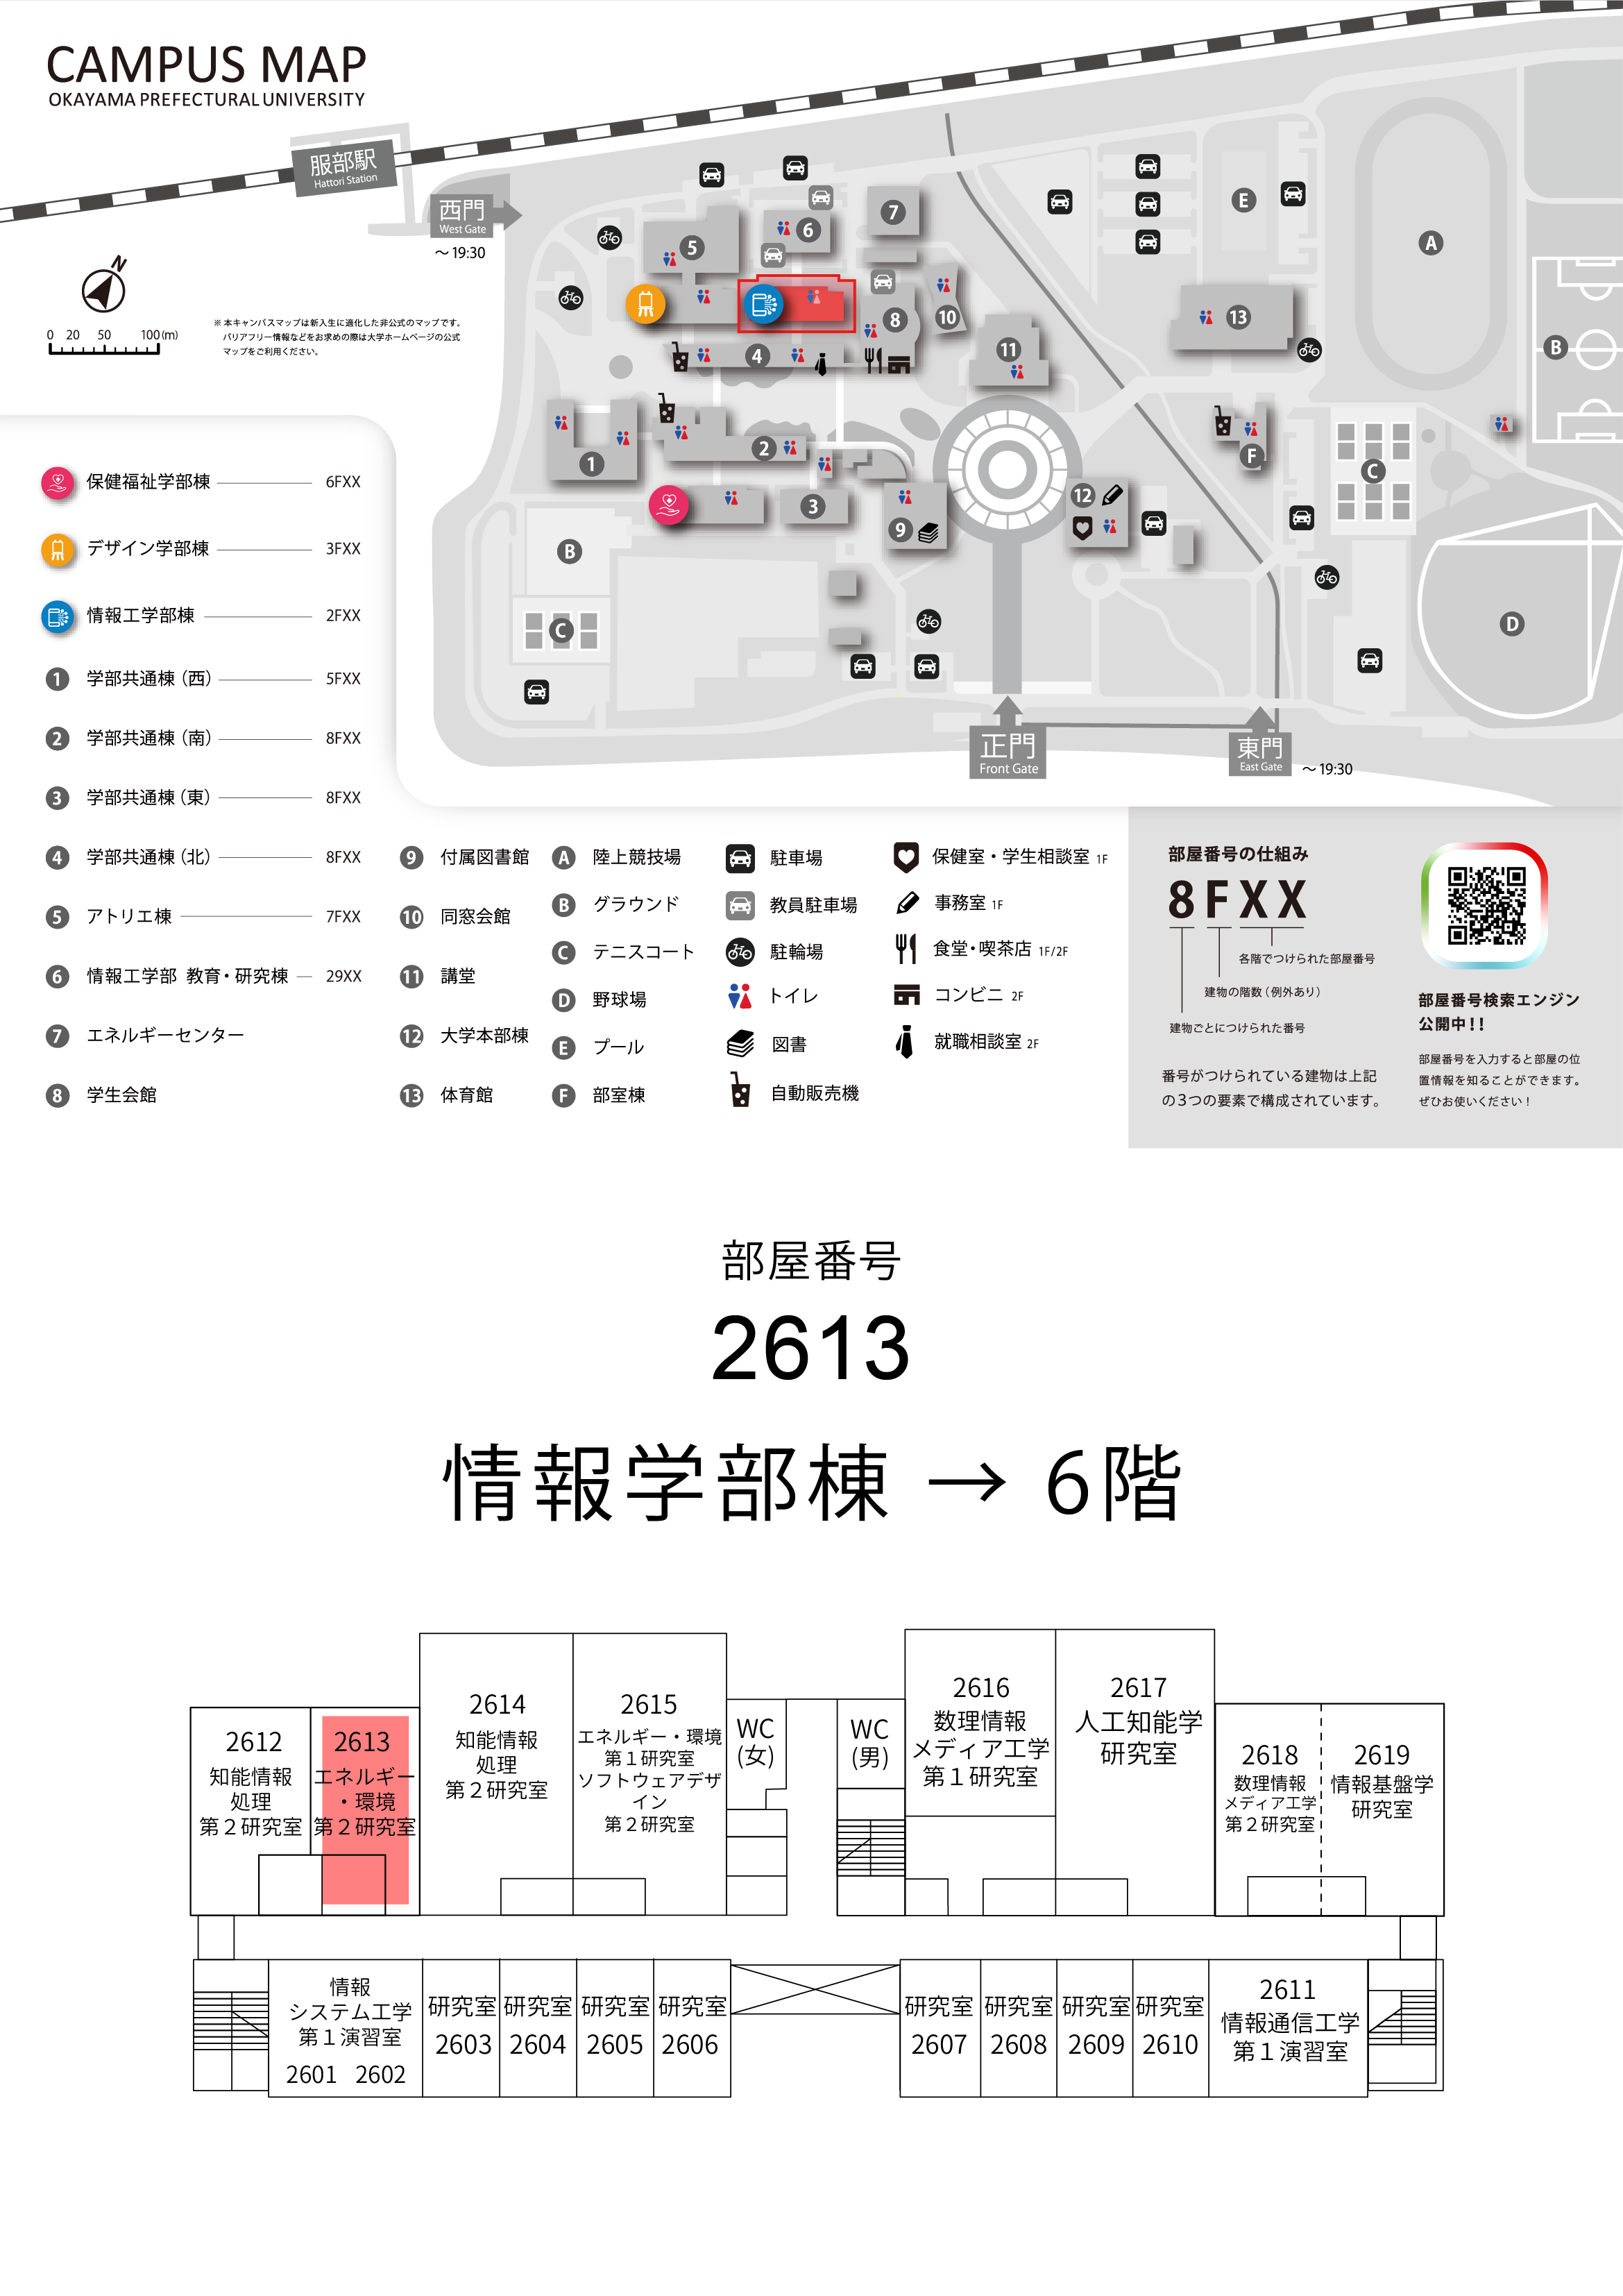 CAMPUS MAP
OKAYAMA PREFECTURAL UNIVERSITY
服部駅
Hattori Station
西門
West Gate
～19:30
N
0 20 50 100(m)
※ 本キャンパスマップは新入生に適化した非公式のマップです。
バリアフリー情報などをお求めの際は大学ホームページの公式
マップをご利用ください。
5
6
7
8
10
4
11
13
1
2
3
9
12
A
B
C
D
E
F
B
C
正門
Front Gate
東門
East Gate
～19:30
保健福祉学部棟 6FXX
デザイン学部棟 3FXX
情報工学部棟 2FXX
1 学部共通棟（西） 5FXX
2 学部共通棟（南） 8FXX
3 学部共通棟（東） 8FXX
4 学部共通棟（北） 8FXX
5 アトリエ棟 7FXX
6 情報工学部 教育・研究棟 29XX
7 エネルギーセンター
8 学生会館
9 付属図書館
10 同窓会館
11 講堂
12 大学本部棟
13 体育館
A 陸上競技場
B グラウンド
C テニスコート
D 野球場
E プール
F 部室棟
駐車場
教員駐車場
駐輪場
トイレ
図書
自動販売機
保健室・学生相談室 1F
事務室 1F
食堂・喫茶店 1F/2F
コンビニ 2F
就職相談室 2F
部屋番号の仕組み
8FXX
各階でつけられた部屋番号
建物の階数（例外あり）
建物ごとにつけられた番号
番号がつけられている建物は上記
の3つの要素で構成されています。
部屋番号検索エンジン
公開中!!
部屋番号を入力すると部屋の位
置情報を知ることができます。
ぜひお使いください！
部屋番号
2613
情報学部棟 → 6階
2612
知能情報
処理
第２研究室
2613
エネルギー
・環境
第２研究室
2614
知能情報
処理
第２研究室
2615
エネルギー・環境
第１研究室
ソフトウェアデザ
イン
第２研究室
WC
(女)
WC
(男)
2616
数理情報
メディア工学
第１研究室
2617
人工知能学
研究室
2618
数理情報
メディア工学
第２研究室
2619
情報基盤学
研究室
情報
システム工学
第１演習室
2601 2602
研究室
2603
研究室
2604
研究室
2605
研究室
2606
研究室
2607
研究室
2608
研究室
2609
研究室
2610
2611
情報通信工学
第１演習室